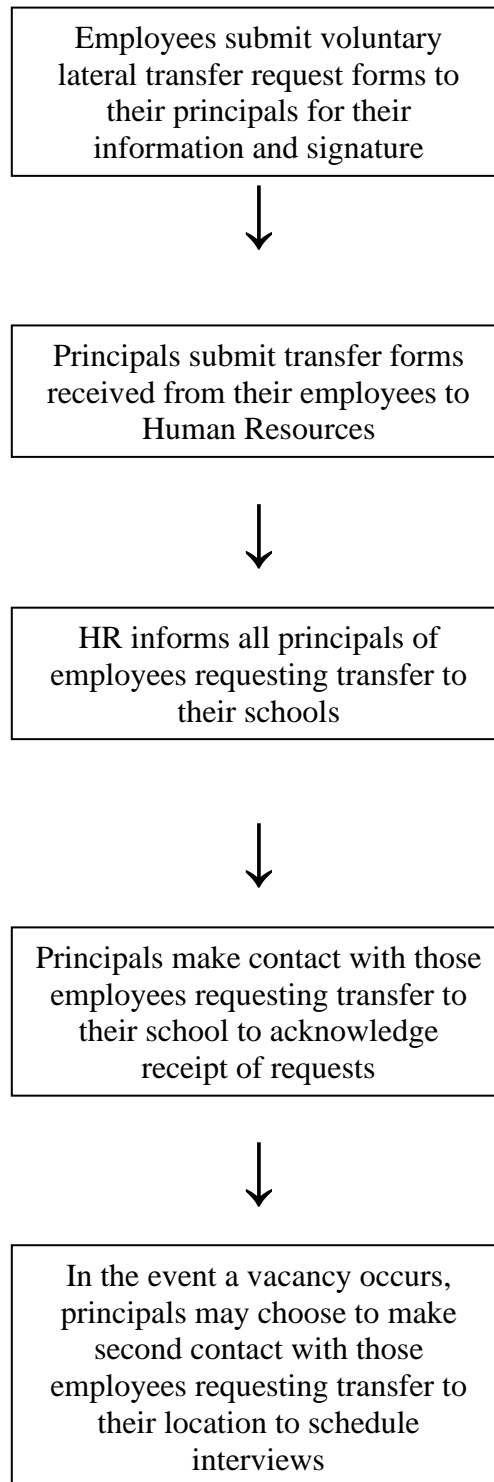 Employees submit voluntary
lateral transfer request forms to
their principals for their
information and signature
Principals submit transfer forms
received from their employees to
Human Resources
HR informs all principals of
employees requesting transfer to
their schools
Principals make contact with those
employees requesting transfer to
their school to acknowledge
receipt of requests
In the event a vacancy occurs,
principals may choose to make
second contact with those
employees requesting transfer to
their location to schedule
interviews